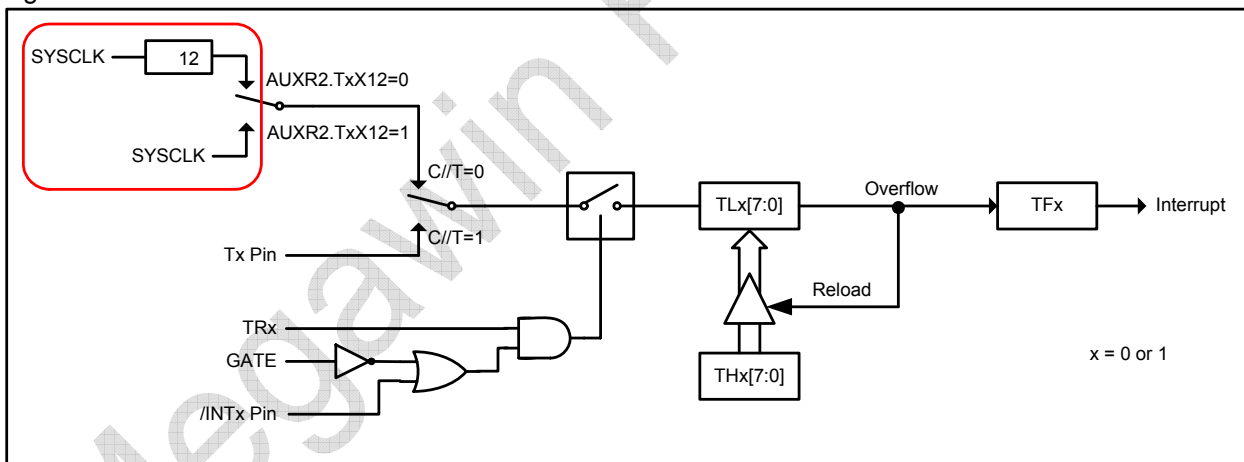 SYSCLK
12
AUXR2.TxX12=0
AUXR2.TxX12=1
SYSCLK
C//T=0
C//T=1
Tx Pin
TLx[7:0]
Overflow
TFx
Interrupt
Reload
TRx
GATE
/INTx Pin
THx[7:0]
x = 0 or 1
Megawin